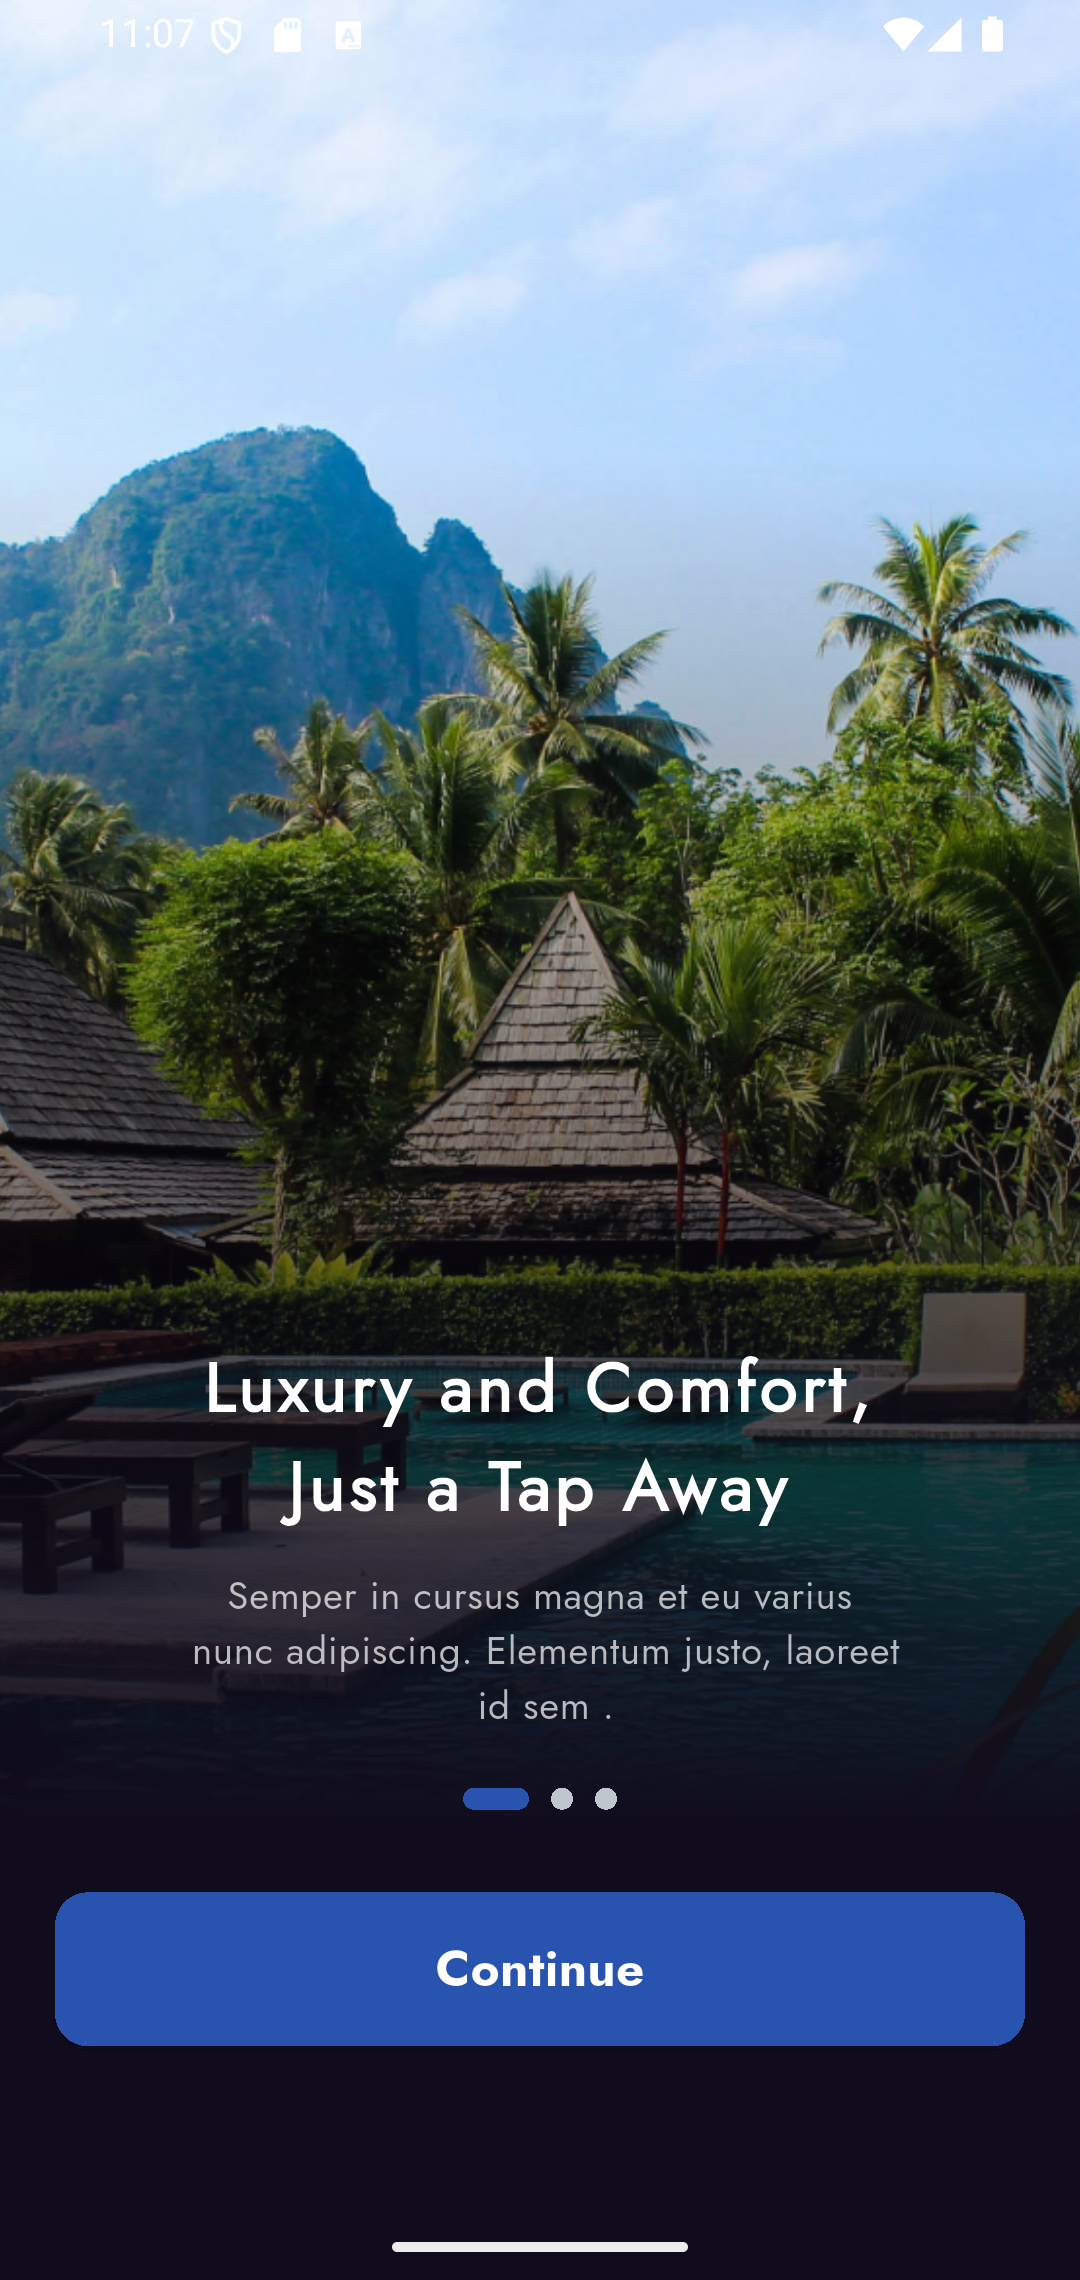 11:07
Luxury and Comfort,
Just a Tap Away
Semper in cursus magna et eu varius
nunc adipiscing. Elementum justo, laoreet
id sem .
Continue